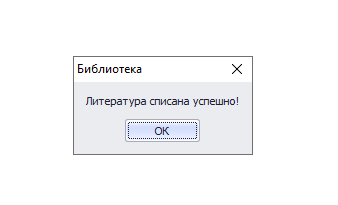 Библиотека
Литература списана успешно!
OK